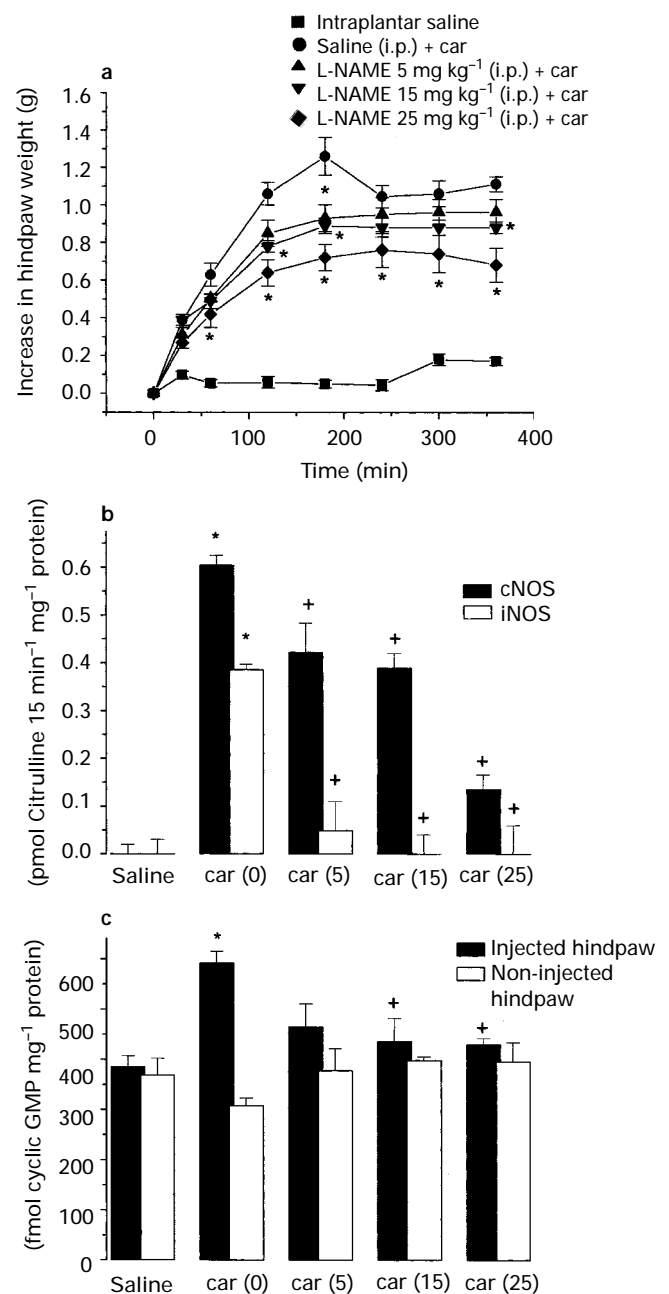 Intraplantar saline
Saline (i.p.) + car
L-NAME 5 mg kg⁻¹ (i.p.) + car
L-NAME 15 mg kg⁻¹ (i.p.) + car
L-NAME 25 mg kg⁻¹ (i.p.) + car
a
Increase in hindpaw weight (g)
1.6
1.4
1.2
1.0
0.8
0.6
0.4
0.2
0.0
* * * * * * * * * *
0 100 200 300 400
Time (min)
b
(pmol Citrulline 15 min⁻¹ mg⁻¹ protein)
0.6
0.5
0.4
0.3
0.2
0.1
0.0
cNOS
iNOS
* * + + + + + +
Saline car (0) car (5) car (15) car (25)
c
(fmol cyclic GMP mg⁻¹ protein)
600
500
400
300
200
100
0
Injected hindpaw
Non-injected
hindpaw
* + +
Saline car (0) car (5) car (15) car (25)